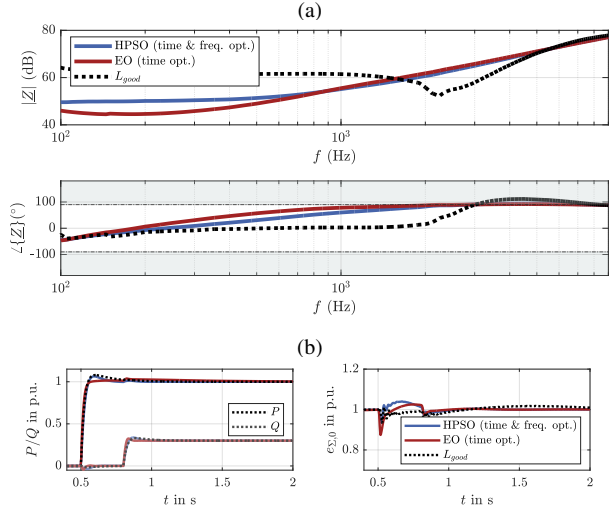 (a)
80
60
40
|Z| (dB)
HPSO (time & freq. opt.)
EO (time opt.)
L_good
10^2
10^3
f (Hz)
100
0
-100
∠{Z}(°)
10^2
10^3
f (Hz)
(b)
1
0.5
0
P/Q in p.u.
P
Q
0.5
1
1.5
2
t in s
1.2
1
0.8
e_Σ,0 in p.u.
HPSO (time & freq. opt.)
EO (time opt.)
L_good
0.5
1
1.5
2
t in s